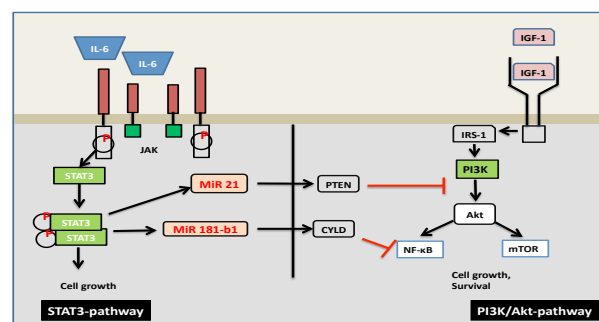 IL-6
IL-6
IGF-1
IGF-1
P
P
JAK
IRS-1
STAT3
MiR 21
PTEN
PI3K
P
STAT3
P
STAT3
MiR 181-b1
CYLD
Akt
NF-κB
mTOR
Cell growth
Cell growth,
Survival
STAT3-pathway
PI3K/Akt-pathway